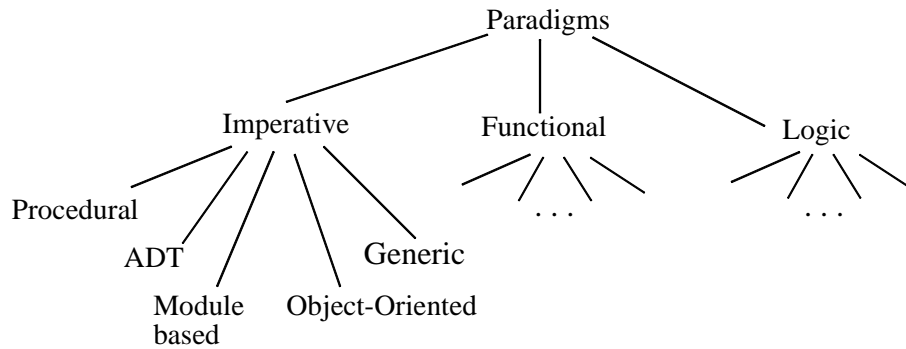 Paradigms
Imperative
Functional
Logic
Procedural
. . .
. . .
ADT
Generic
Module
based
Object-Oriented